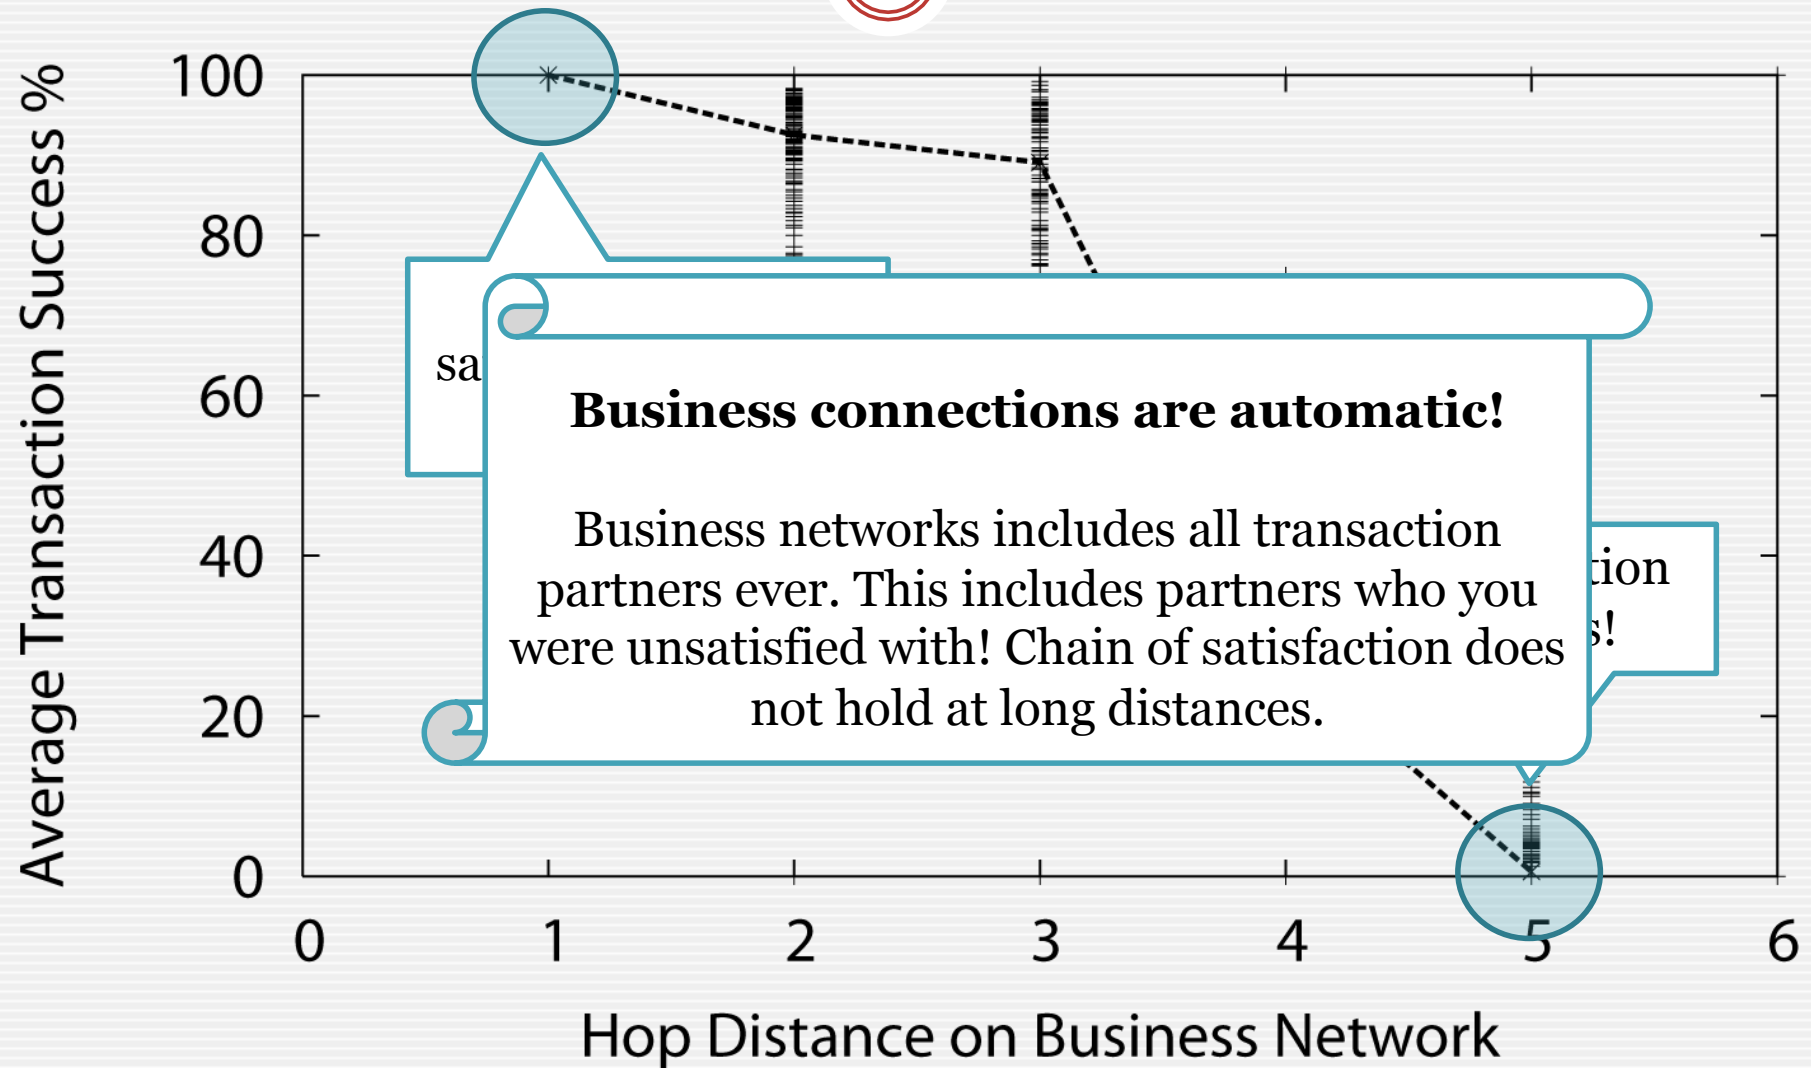 Average Transaction Success %
100
80
60
40
20
0
Business connections are automatic!
Business networks includes all transaction
partners ever. This includes partners who you
were unsatisfied with! Chain of satisfaction does
not hold at long distances.
0 1 2 3 4 5 6
Hop Distance on Business Network